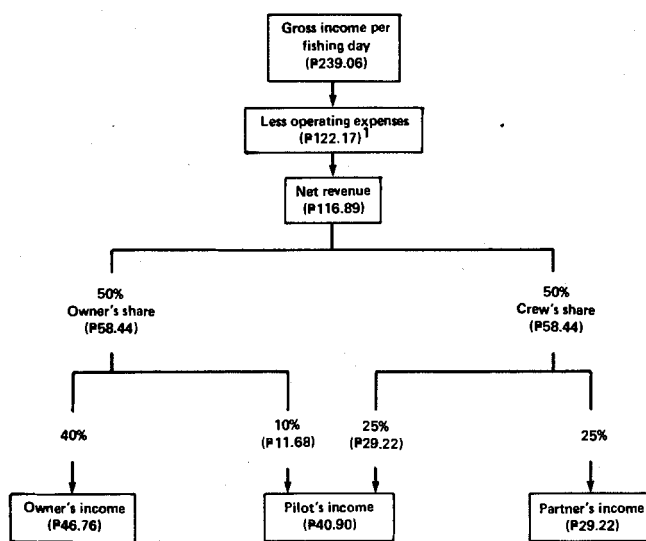 Gross income per
fishing day
(₱239.06)
Less operating expenses
(₱122.17)1
Net revenue
(₱116.89)
50%
Owner's share
(₱58.44)
50%
Crew's share
(₱58.44)
40%
10%
(₱11.68)
25%
(₱29.22)
25%
Owner's income
(₱46.76)
Pilot's income
(₱40.90)
Partner's income
(₱29.22)